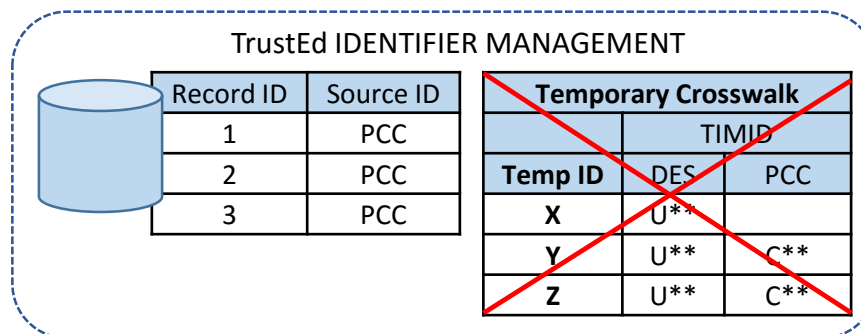 TrustEd IDENTIFIER MANAGEMENT
Record ID Source ID
1 PCC
2 PCC
3 PCC
Temporary Crosswalk
TIMID
Temp ID DES PCC
X U**
Y U** C**
Z U** C**